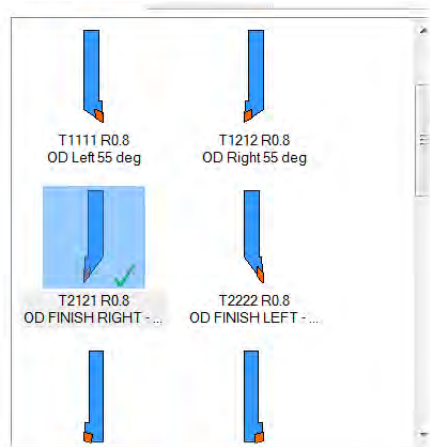 T1111 R0.8
OD Left 55 deg
T1212 R0.8
OD Right 55 deg
T2121 R0.8
OD FINISH RIGHT - ...
T2222 R0.8
OD FINISH LEFT - ...